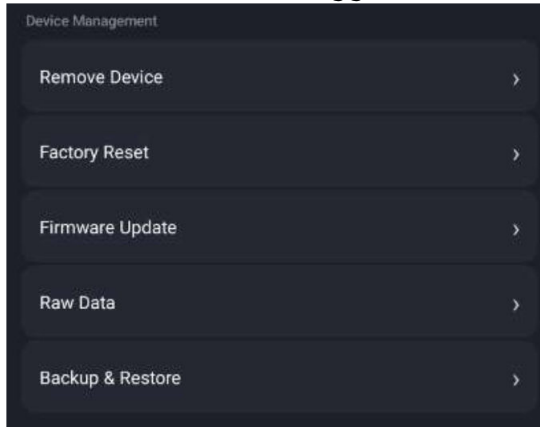 Device Management
Remove Device
Factory Reset
Firmware Update
Raw Data
Backup & Restore